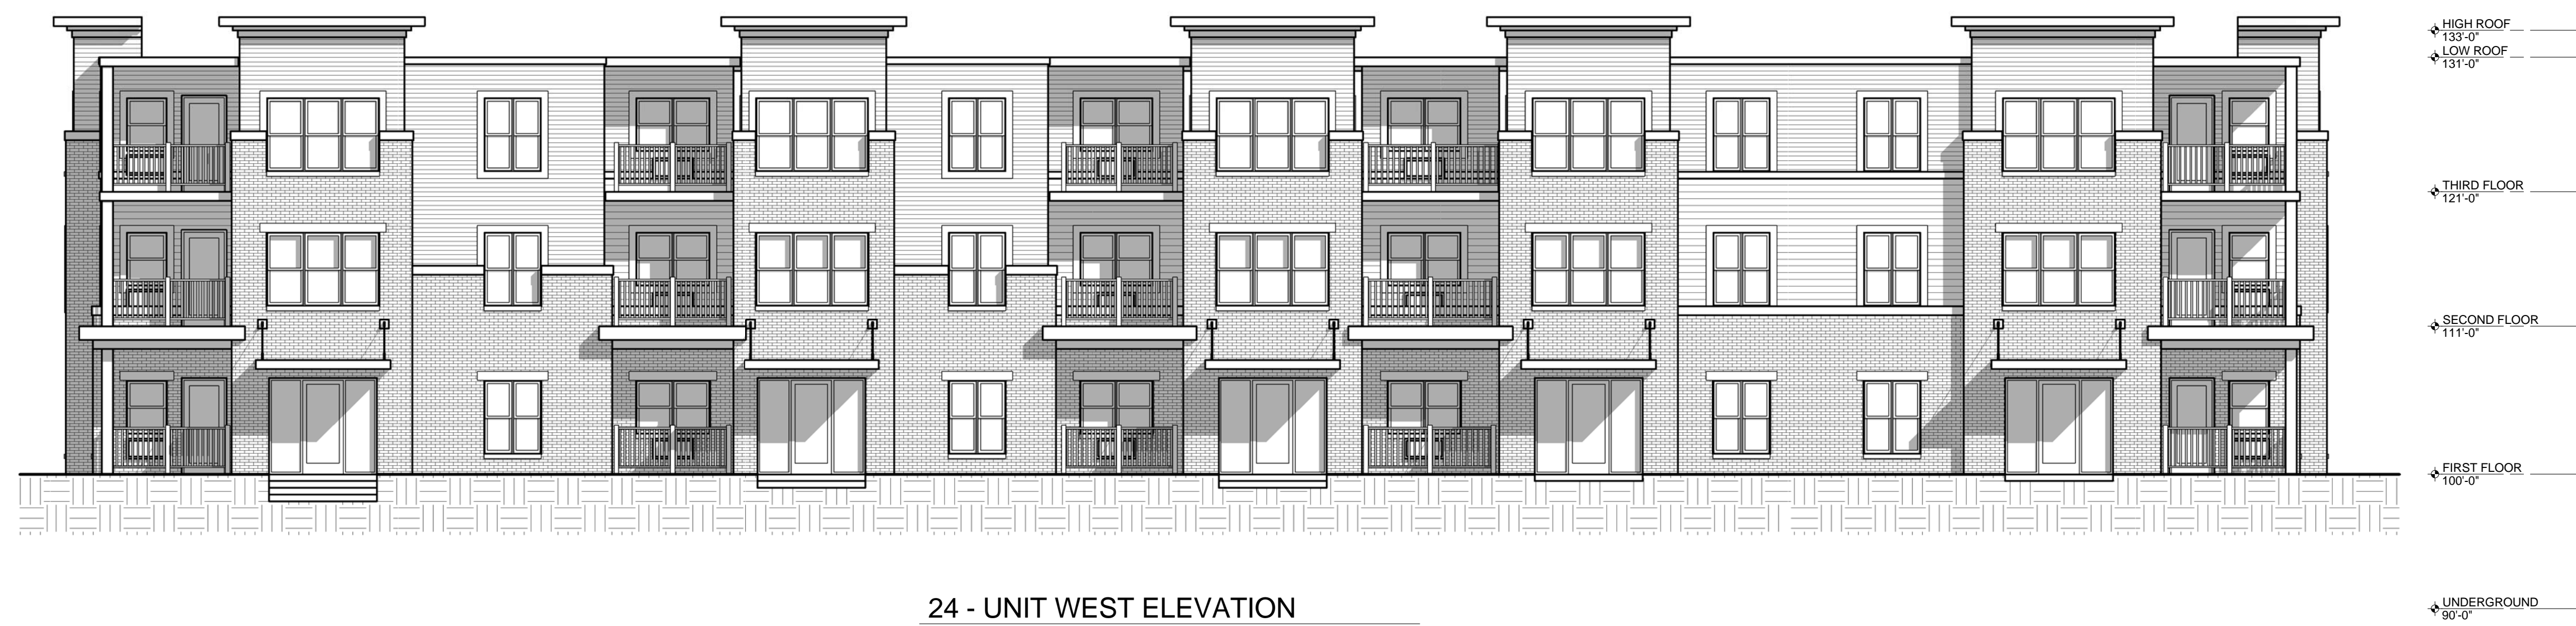 HIGH ROOF
133'-0"
LOW ROOF
131'-0"
THIRD FLOOR
121'-0"
SECOND FLOOR
111'-0"
FIRST FLOOR
100'-0"
24 - UNIT WEST ELEVATION
UNDERGROUND
90'-0"